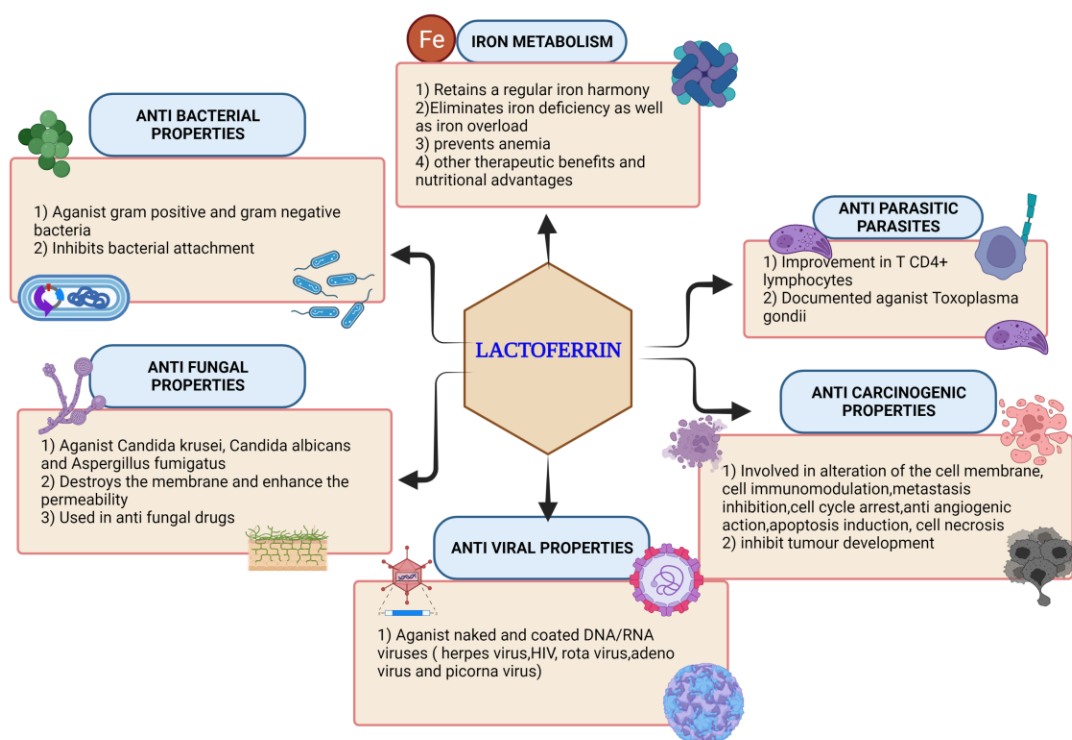 Fe
IRON METABOLISM
1) Retains a regular iron harmony
2)Eliminates iron deficiency as well
as iron overload
3) prevents anemia
4) other therapeutic benefits and
nutritional advantages
ANTI BACTERIAL
PROPERTIES
1) Aganist gram positive and gram negative
bacteria
2) Inhibits bacterial attachment
ANTI PARASITIC
PARASITES
1) Improvement in T CD4+
lymphocytes
2) Documented aganist Toxoplasma
gondii
LACTOFERRIN
ANTI FUNGAL
PROPERTIES
1) Aganist Candida krusei, Candida albicans
and Aspergillus fumigatus
2) Destroys the membrane and enhance the
permeability
3) Used in anti fungal drugs
ANTI CARCINOGENIC
PROPERTIES
1) Involved in alteration of the cell membrane,
cell immunomodulation,metastasis
inhibition,cell cycle arrest,anti angiogenic
action,apoptosis induction, cell necrosis
2) inhibit tumour development
ANTI VIRAL PROPERTIES
1) Aganist naked and coated DNA/RNA
viruses ( herpes virus,HIV, rota virus,adeno
virus and picorna virus)